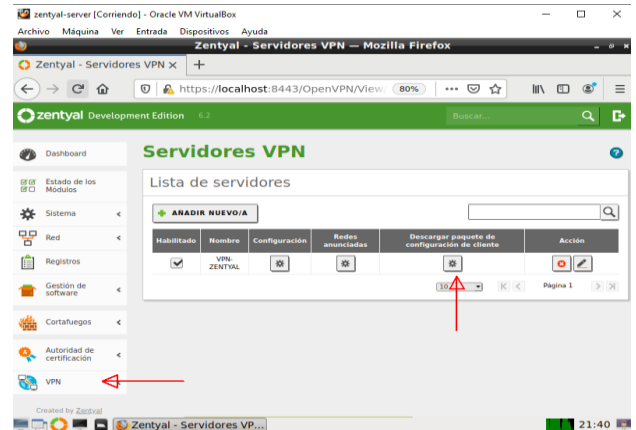 zentyal-server [Corriendo] - Oracle VM VirtualBox
Archivo Máquina Ver Entrada Dispositivos Ayuda
Zentyal - Servidores VPN — Mozilla Firefox
Zentyal - Servidores VPN
https://localhost:8443/OpenVPN/View/ 80%
zentyal Development Edition 6.2 Buscar...
Dashboard
Estado de los
Módulos
Sistema
Red
Registros
Gestión de
software
Cortafuegos
Autoridad de
certificación
VPN
Created by Zentyal
Servidores VPN
Lista de servidores
AÑADIR NUEVO/A
Habilitado Nombre Configuración Redes
anunciadas Descargar paquete de
configuración de cliente Acción
VPN-
ZENTYAL
10 Página 1
Zentyal - Servidores VP...
21:40